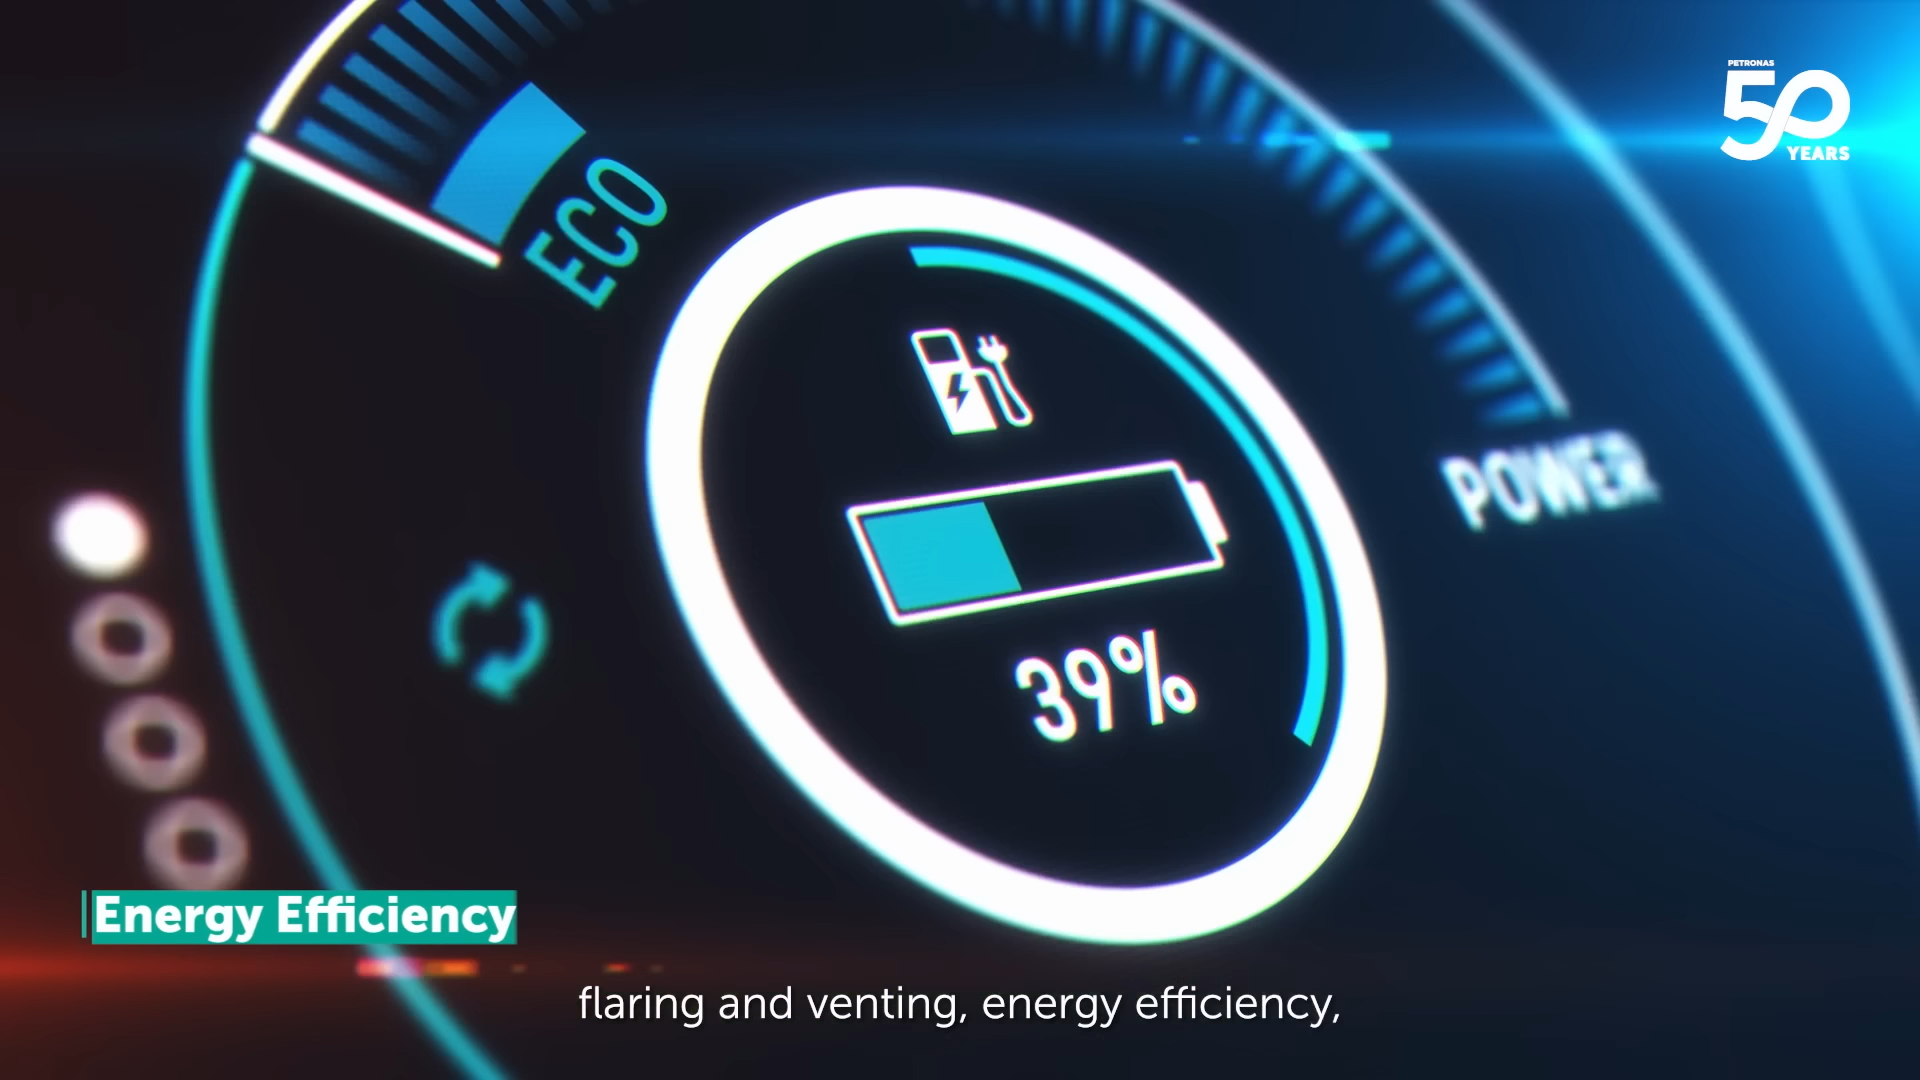 PETRONAS
50
YEARS
ECO
POWER
39%
Energy Efficiency
flaring and venting, energy efficiency,